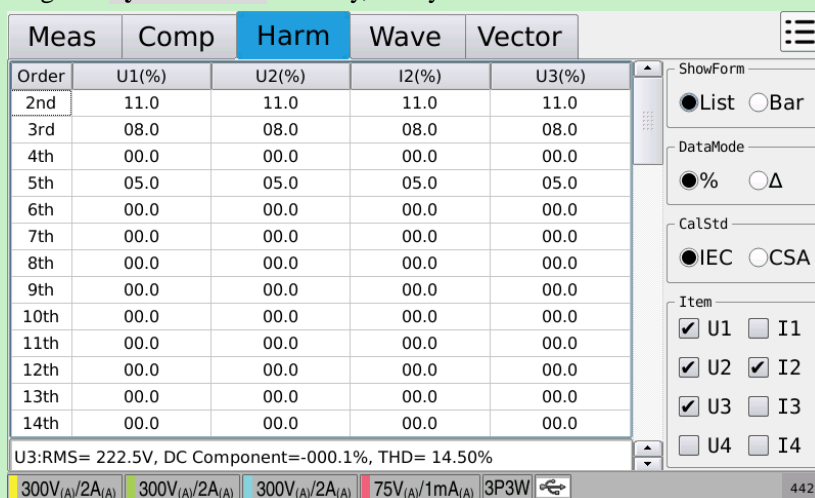 Meas Comp Harm Wave Vector
Order U1(%) U2(%) I2(%) U3(%)
2nd 11.0 11.0 11.0 11.0
3rd 08.0 08.0 08.0 08.0
4th 00.0 00.0 00.0 00.0
5th 05.0 05.0 05.0 05.0
6th 00.0 00.0 00.0 00.0
7th 00.0 00.0 00.0 00.0
8th 00.0 00.0 00.0 00.0
9th 00.0 00.0 00.0 00.0
10th 00.0 00.0 00.0 00.0
11th 00.0 00.0 00.0 00.0
12th 00.0 00.0 00.0 00.0
13th 00.0 00.0 00.0 00.0
14th 00.0 00.0 00.0 00.0
U3:RMS= 222.5V, DC Component=-000.1%, THD= 14.50%
ShowForm
List Bar
DataMode
% Δ
CalStd
IEC CSA
Item
U1 I1
U2 I2
U3 I3
U4 I4
300V(A)/2A(A) 300V(A)/2A(A) 300V(A)/2A(A) 75V(A)/1mA(A) 3P3W 442